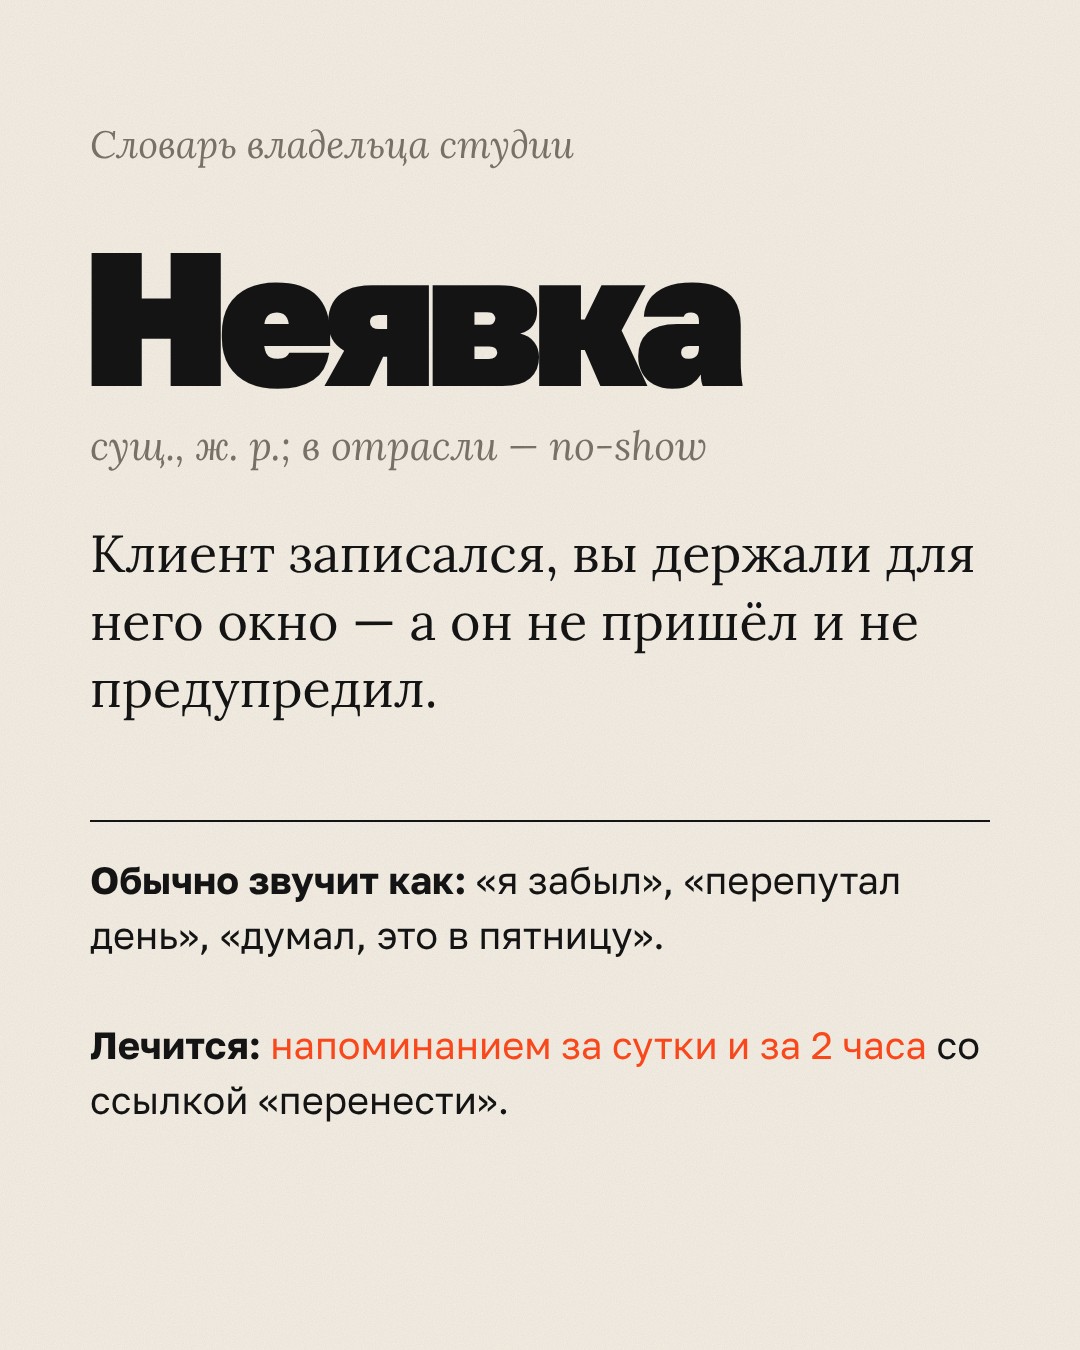 Словарь владельца студии
Неявка
сущ., ж. р.; в отрасли — no-show
Клиент записался, вы держали для
него окно — а он не пришёл и не
предупредил.
Обычно звучит как: «я забыл», «перепутал
день», «думал, это в пятницу».
Лечится: напоминанием за сутки и за 2 часа со
ссылкой «перенести».